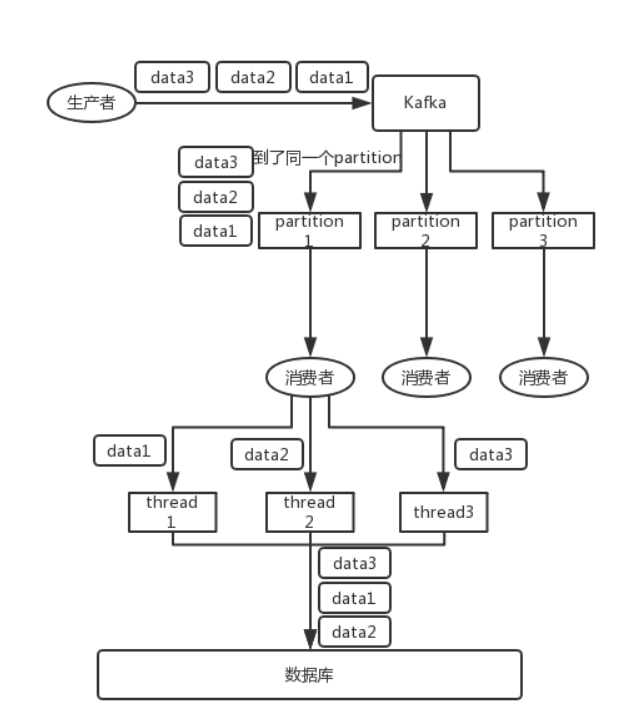 data3 data2 data1
生产者
Kafka
到了同一个partition
data3
data2
data1
partition
1
partition
2
partition
3
消费者
消费者
消费者
data1
data2
data3
thread
1
thread
2
thread3
data3
data1
data2
数据库